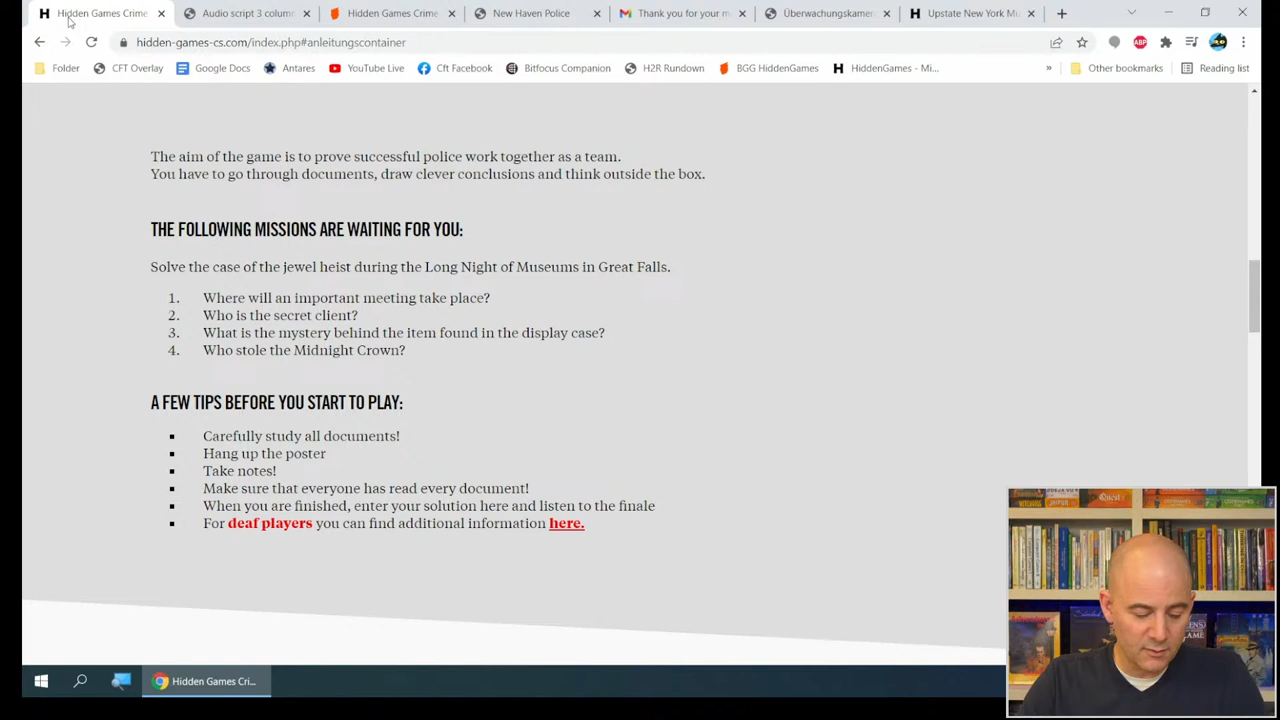 Hidden Games Crime
Audio script 3 column
Hidden Games Crime
New Haven Police
Thank you for your m
Überwachungskamer
Upstate New York M
hidden-games-cs.com/index.php#anleitungscontainer
ABP
Folder
CFT Overlay
Google Docs
Antares
YouTube Live
Cft Facebook
Bitfocus Companion
H2R Rundown
BGG HiddenGames
HiddenGames - Mi...
»
Other bookmarks
Reading list
The aim of the game is to prove successful police work together as a team.
You have to go through documents, draw clever conclusions and think outside the box.
THE FOLLOWING MISSIONS ARE WAITING FOR YOU:
Solve the case of the jewel heist during the Long Night of Museums in Great Falls.
1. Where will an important meeting take place?
2. Who is the secret client?
3. What is the mystery behind the item found in the display case?
4. Who stole the Midnight Crown?
A FEW TIPS BEFORE YOU START TO PLAY:
▪ Carefully study all documents!
▪ Hang up the poster
▪ Take notes!
▪ Make sure that everyone has read every document!
▪ When you are finished, enter your solution here and listen to the finale
▪ For deaf players you can find additional information here.
Hidden Games Cri...